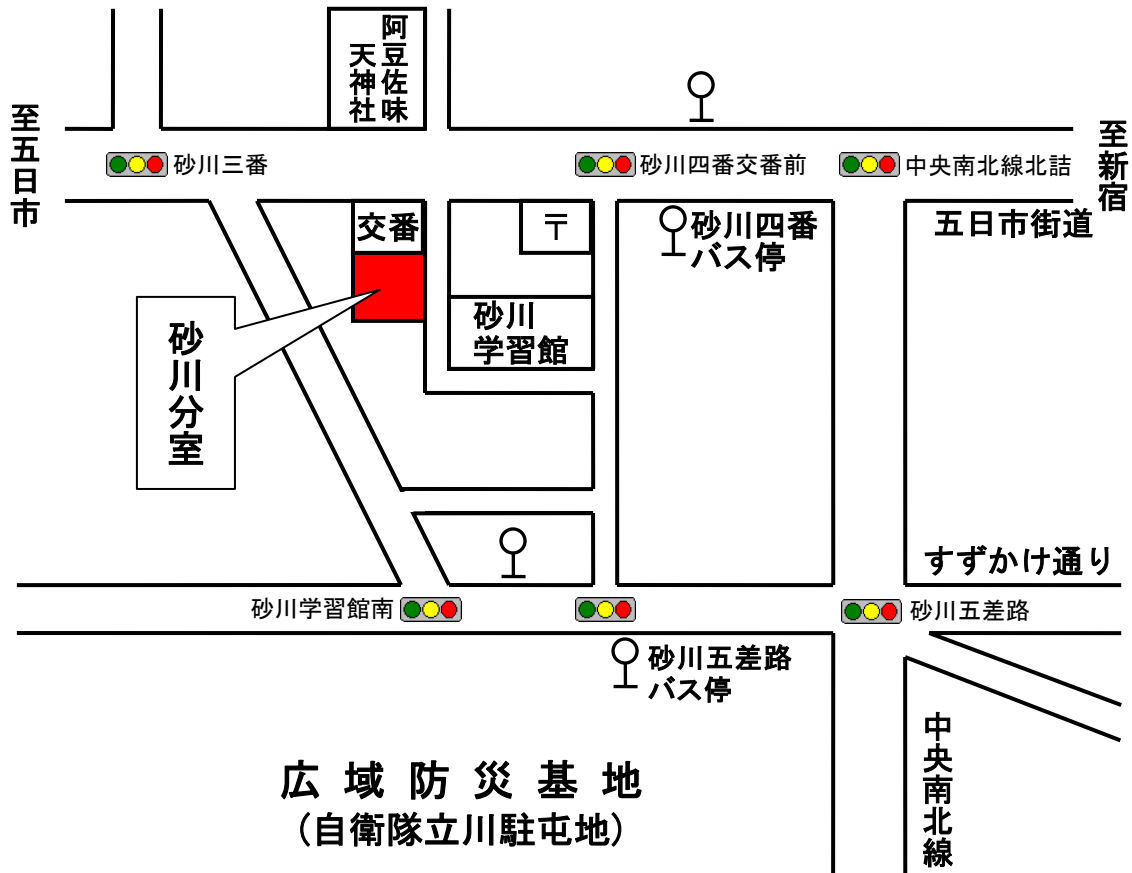 阿豆佐味
天神社
至五日市
砂川三番
砂川四番交番前
中央南北線北詰
至新宿
交番
〒
砂川四番
バス停
五日市街道
砂川
学習館
砂川分室
すずかけ通り
砂川学習館南
砂川五差路
砂川五差路
バス停
中央南北線
広域防災基地
(自衛隊立川駐屯地)